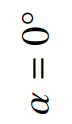 α = 0°